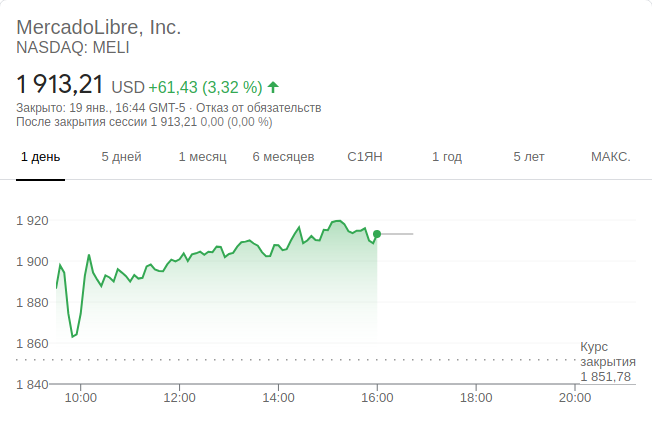 MercadoLibre, Inc.
NASDAQ: MELI
1 913,21 USD +61,43 (3,32 %)
Закрыто: 19 янв., 16:44 GMT-5 · Отказ от обязательств
После закрытия сессии 1 913,21 0,00 (0,00 %)
1 день 5 дней 1 месяц 6 месяцев С1ЯН 1 год 5 лет МАКС.
1 920
1 900
1 880
1 860
Курс
закрытия
1 851,78
1 840
10:00 12:00 14:00 16:00 18:00 20:00